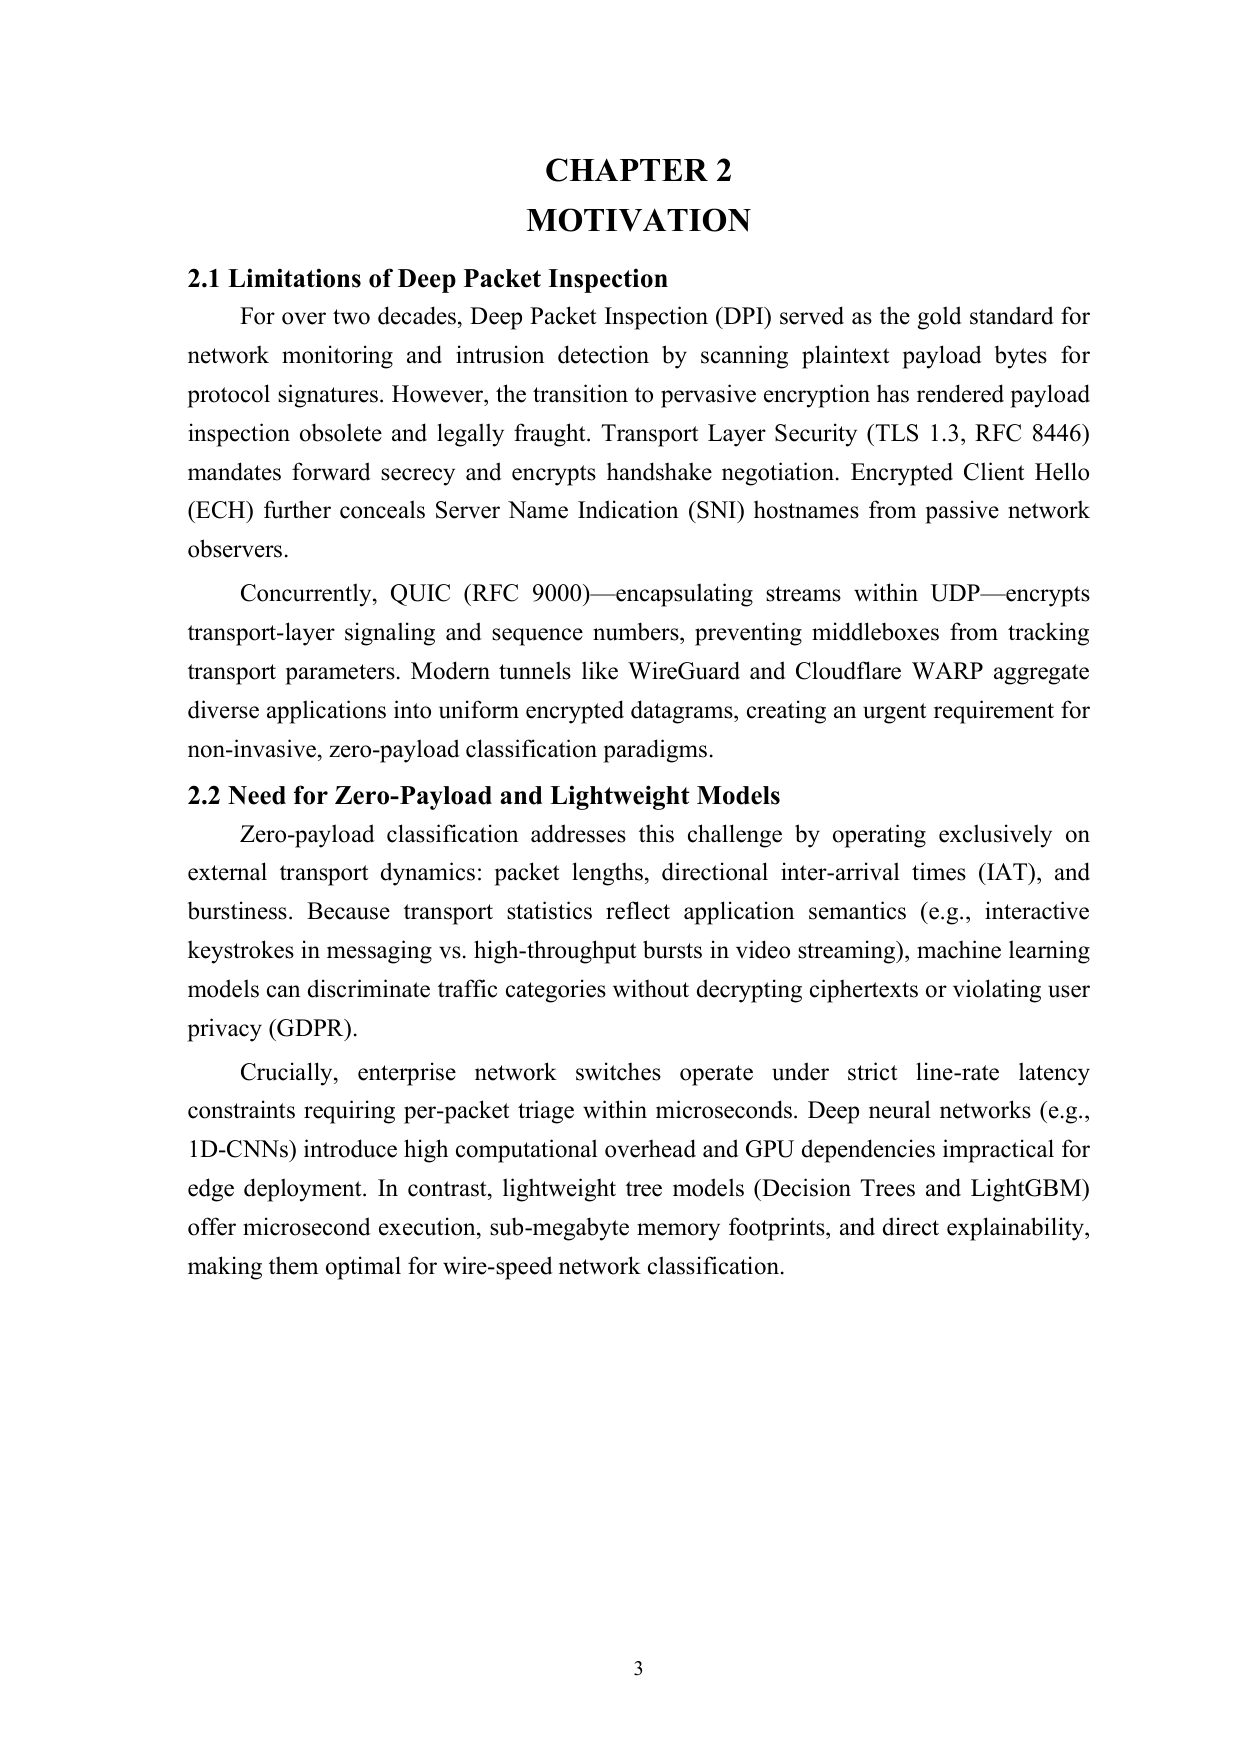 CHAPTER 2
MOTIVATION
2.1 Limitations of Deep Packet Inspection
For over two decades, Deep Packet Inspection (DPI) served as the gold standard for
network monitoring and intrusion detection by scanning plaintext payload bytes for
protocol signatures. However, the transition to pervasive encryption has rendered payload
inspection obsolete and legally fraught. Transport Layer Security (TLS 1.3, RFC 8446)
mandates forward secrecy and encrypts handshake negotiation. Encrypted Client Hello
(ECH) further conceals Server Name Indication (SNI) hostnames from passive network
observers.
Concurrently, QUIC (RFC 9000)—encapsulating streams within UDP—encrypts
transport-layer signaling and sequence numbers, preventing middleboxes from tracking
transport parameters. Modern tunnels like WireGuard and Cloudflare WARP aggregate
diverse applications into uniform encrypted datagrams, creating an urgent requirement for
non-invasive, zero-payload classification paradigms.
2.2 Need for Zero-Payload and Lightweight Models
Zero-payload classification addresses this challenge by operating exclusively on
external transport dynamics: packet lengths, directional inter-arrival times (IAT), and
burstiness. Because transport statistics reflect application semantics (e.g., interactive
keystrokes in messaging vs. high-throughput bursts in video streaming), machine learning
models can discriminate traffic categories without decrypting ciphertexts or violating user
privacy (GDPR).
Crucially, enterprise network switches operate under strict line-rate latency
constraints requiring per-packet triage within microseconds. Deep neural networks (e.g.,
1D-CNNs) introduce high computational overhead and GPU dependencies impractical for
edge deployment. In contrast, lightweight tree models (Decision Trees and LightGBM)
offer microsecond execution, sub-megabyte memory footprints, and direct explainability,
making them optimal for wire-speed network classification.
3